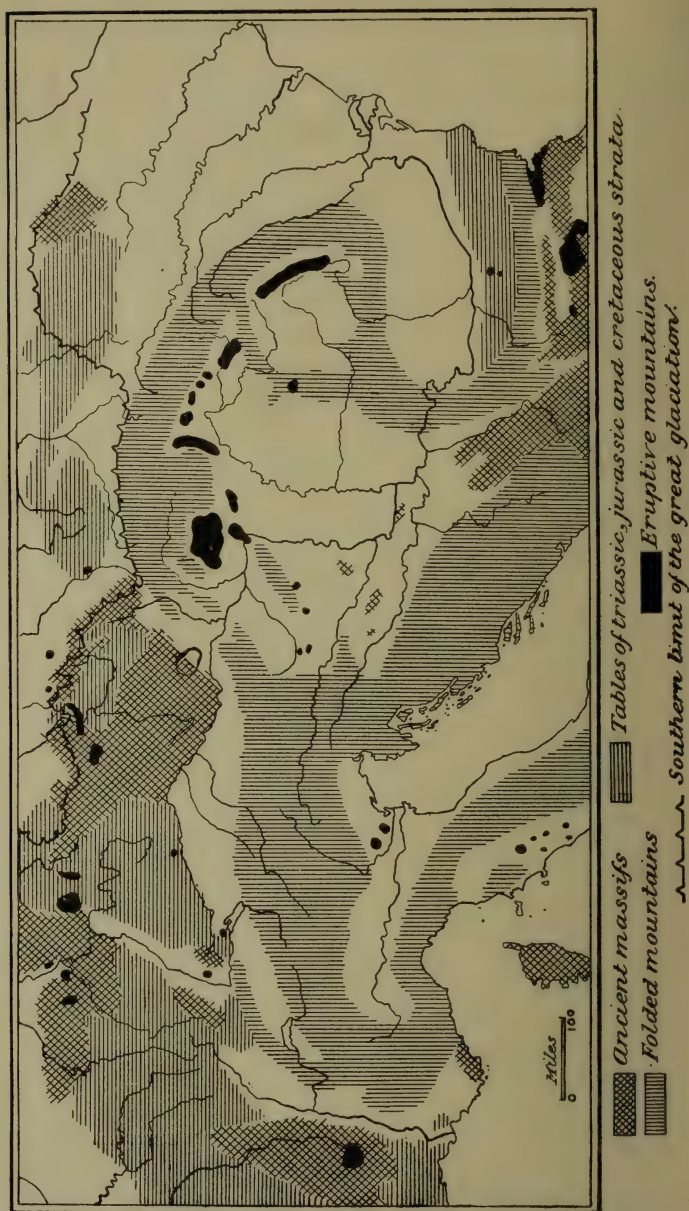 Miles
0 100
Ancient massifs
Tables of triassic, jurassic and cretaceous strata.
Folded mountains
Eruptive mountains.
Southern limit of the great glaciation.